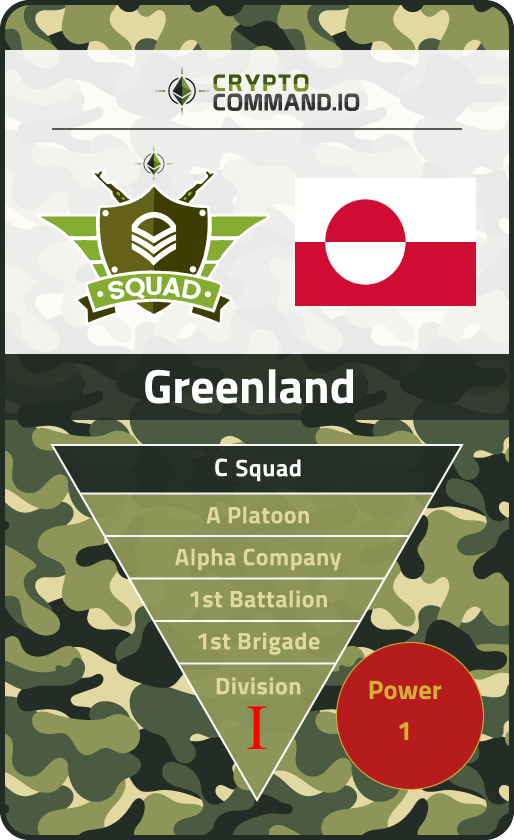 CRYPTO
COMMAND.IO
SQUAD
Greenland
C Squad
A Platoon
Alpha Company
1st Battalion
1st Brigade
Division
I
Power
1